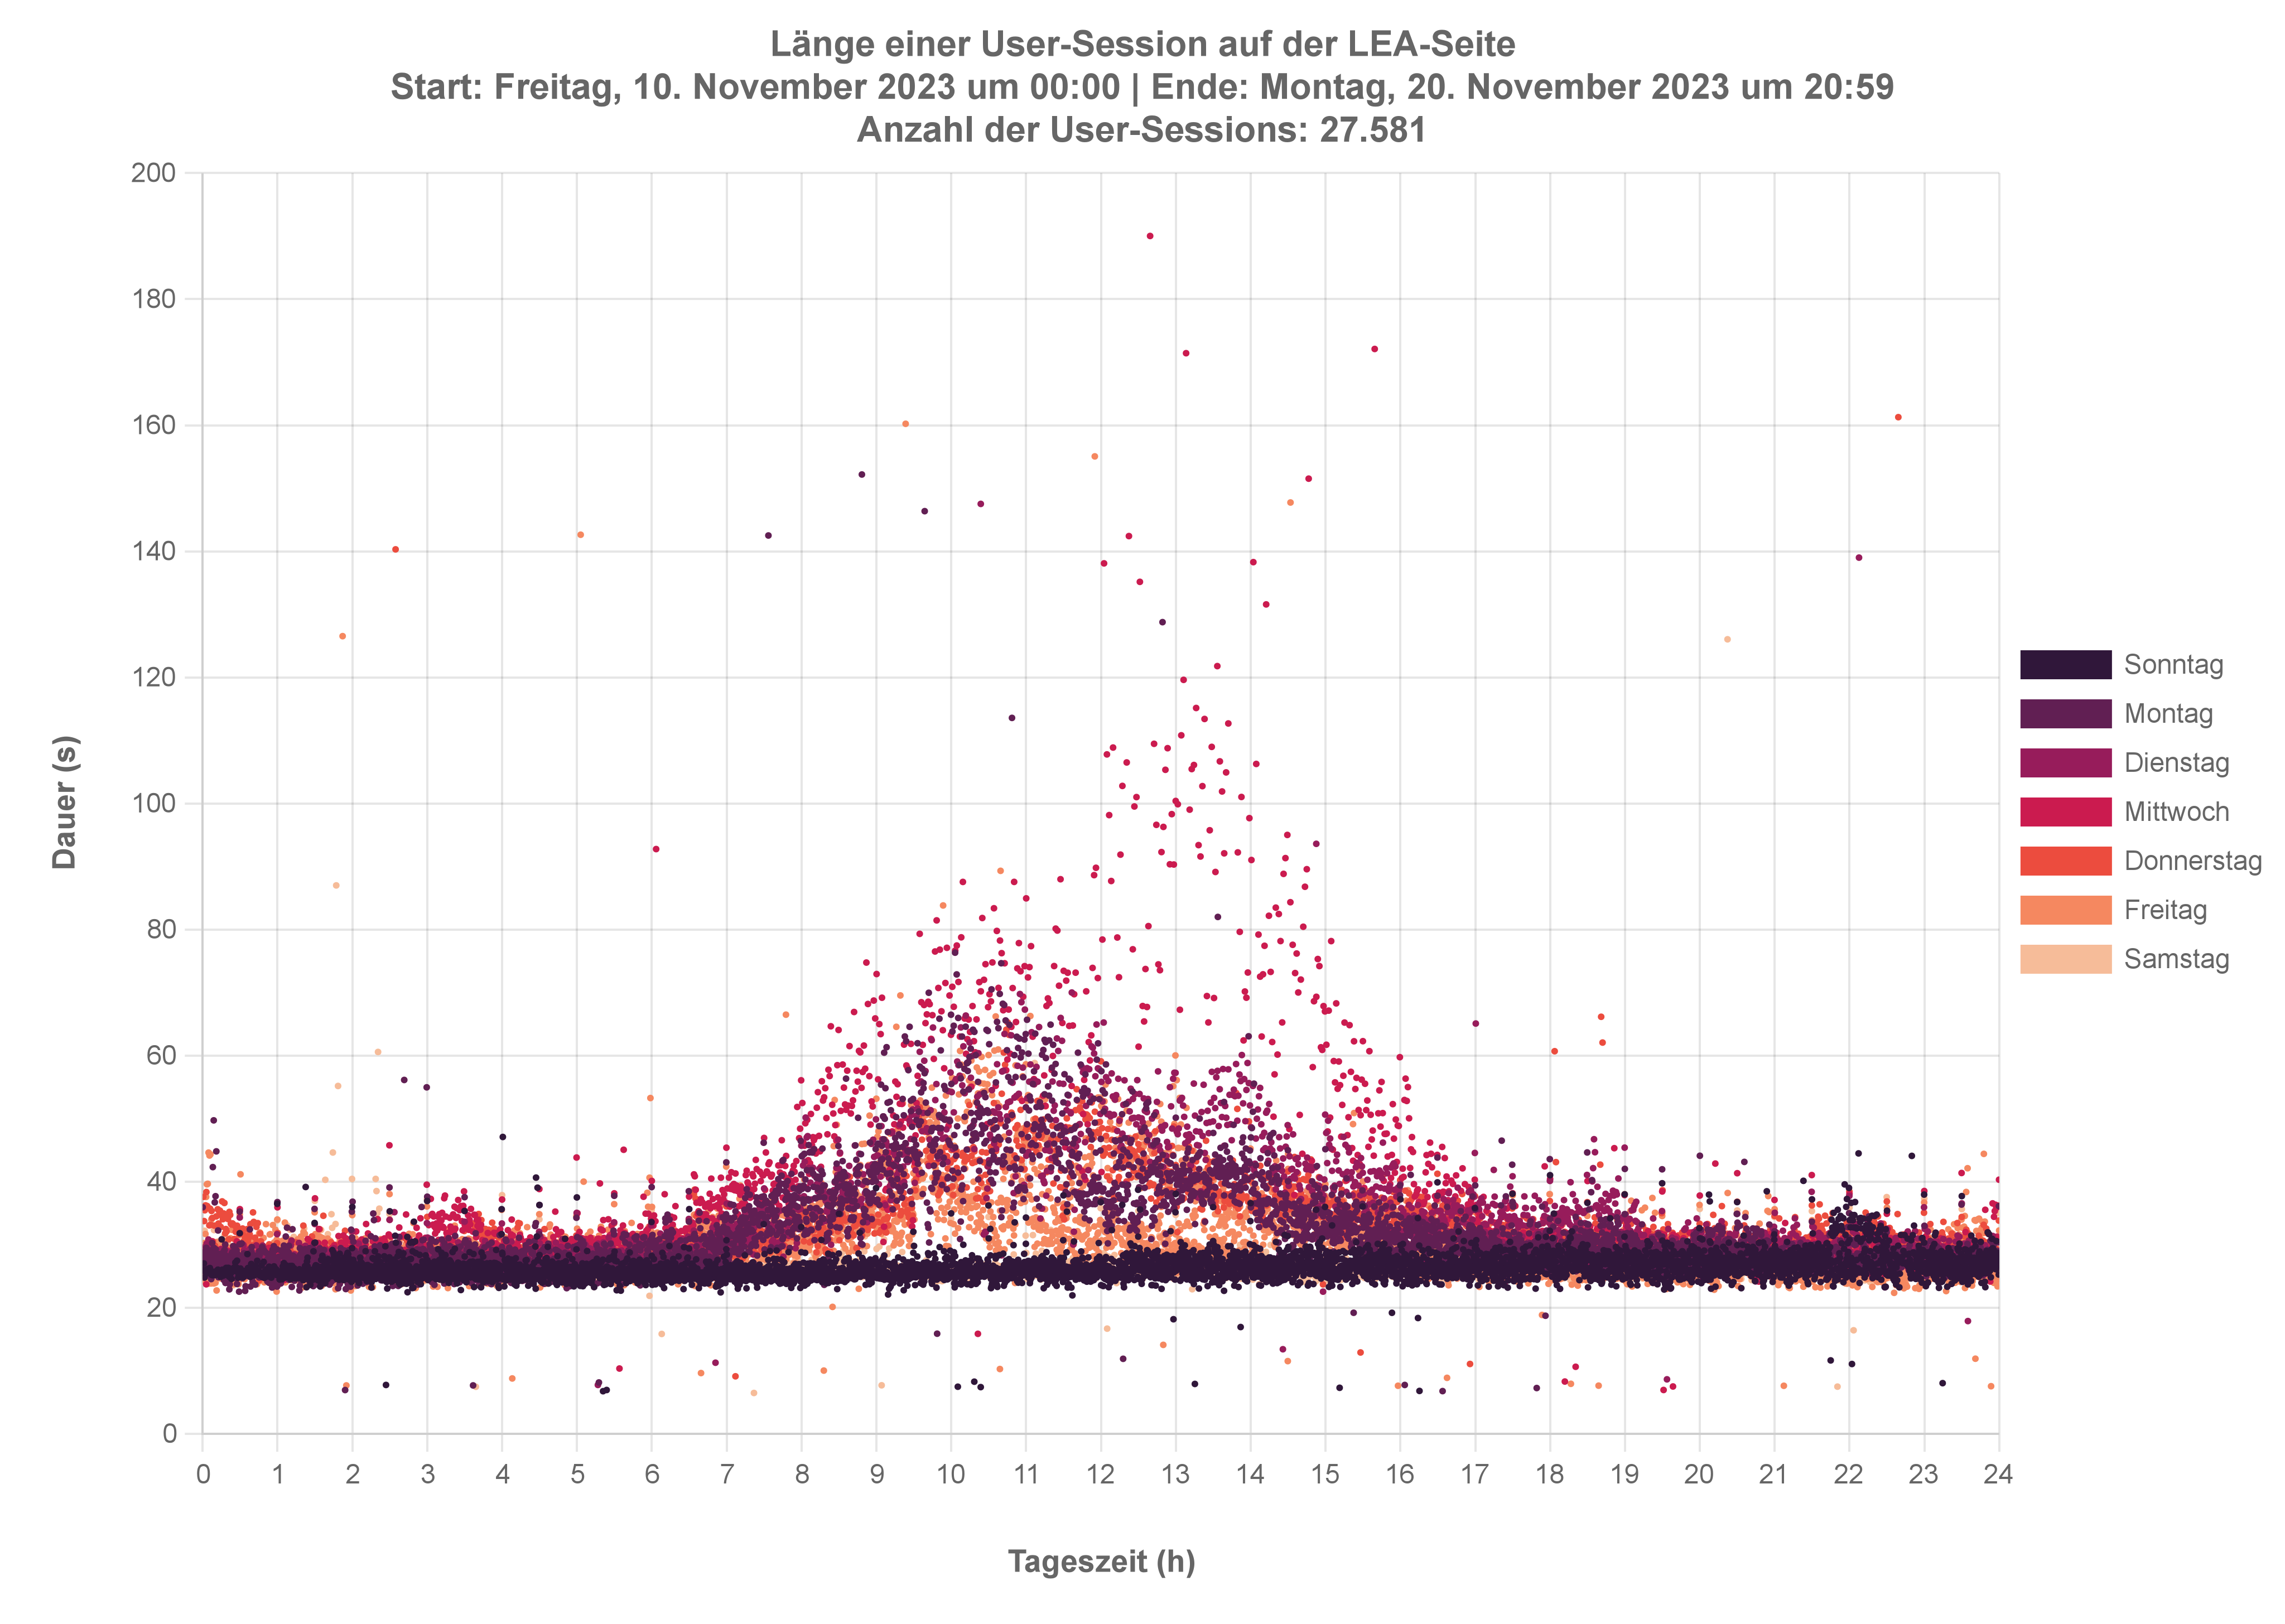 Länge einer User-Session auf der LEA-Seite
Start: Freitag, 10. November 2023 um 00:00 | Ende: Montag, 20. November 2023 um 20:59
Anzahl der User-Sessions: 27.581
200
180
160
140
120
100
80
60
40
20
0
Dauer (s)
0 1 2 3 4 5 6 7 8 9 10 11 12 13 14 15 16 17 18 19 20 21 22 23 24
Tageszeit (h)
Sonntag
Montag
Dienstag
Mittwoch
Donnerstag
Freitag
Samstag